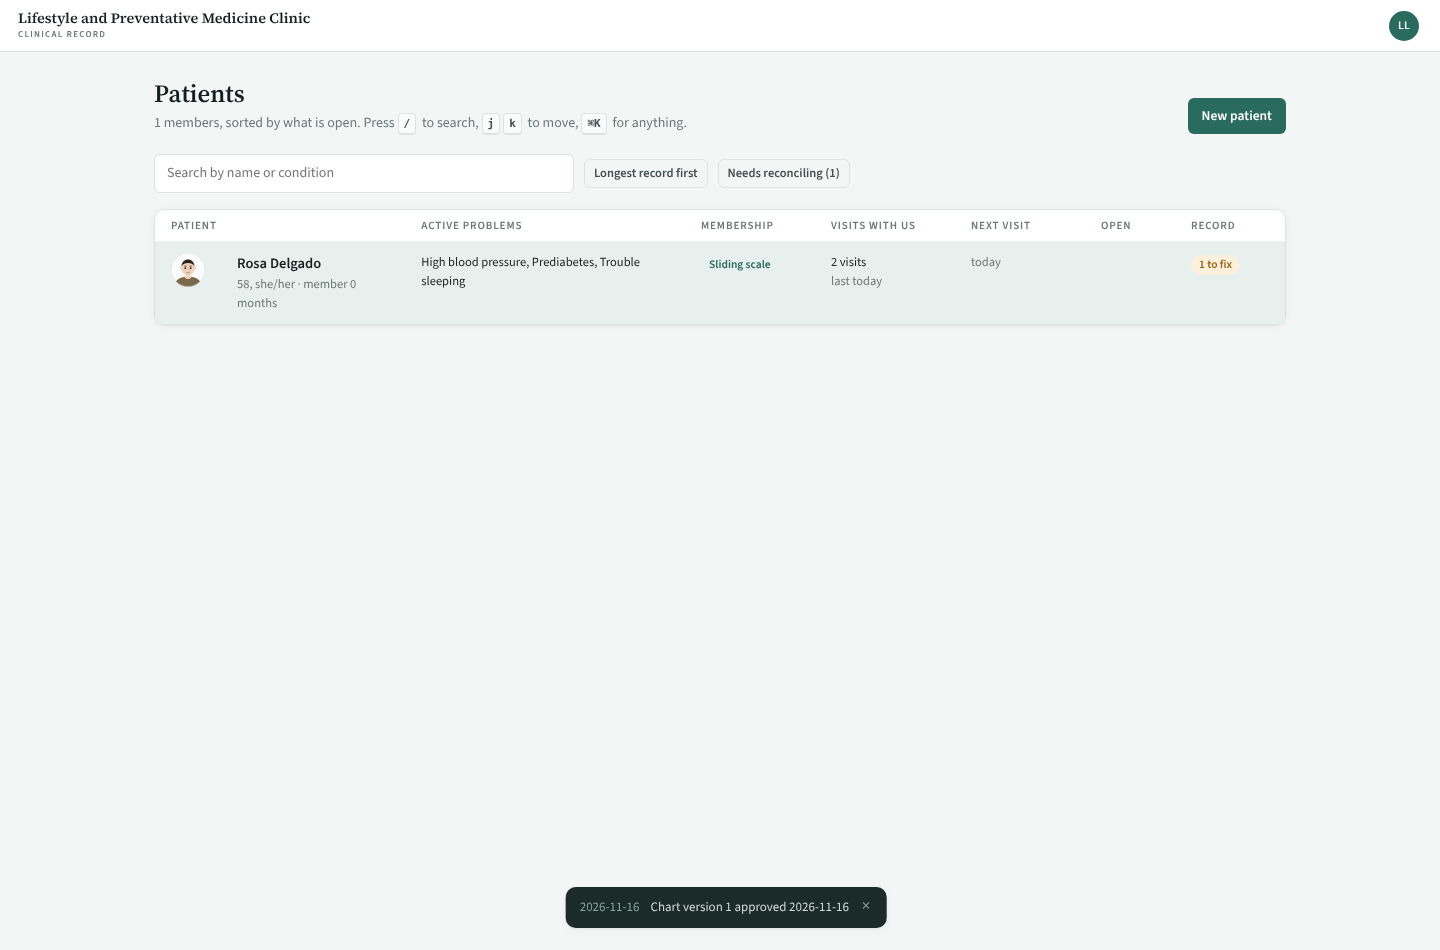 Lifestyle and Preventative Medicine Clinic
CLINICAL RECORD
LL
Patients
1 members, sorted by what is open. Press / to search, j k to move, ⌘K for anything.
New patient
Search by name or condition
Longest record first
Needs reconciling (1)
PATIENT ACTIVE PROBLEMS MEMBERSHIP VISITS WITH US NEXT VISIT OPEN RECORD
Rosa Delgado
58, she/her · member 0
months
High blood pressure, Prediabetes, Trouble
sleeping
Sliding scale
2 visits
last today
today
1 to fix
2026-11-16 Chart version 1 approved 2026-11-16 ×